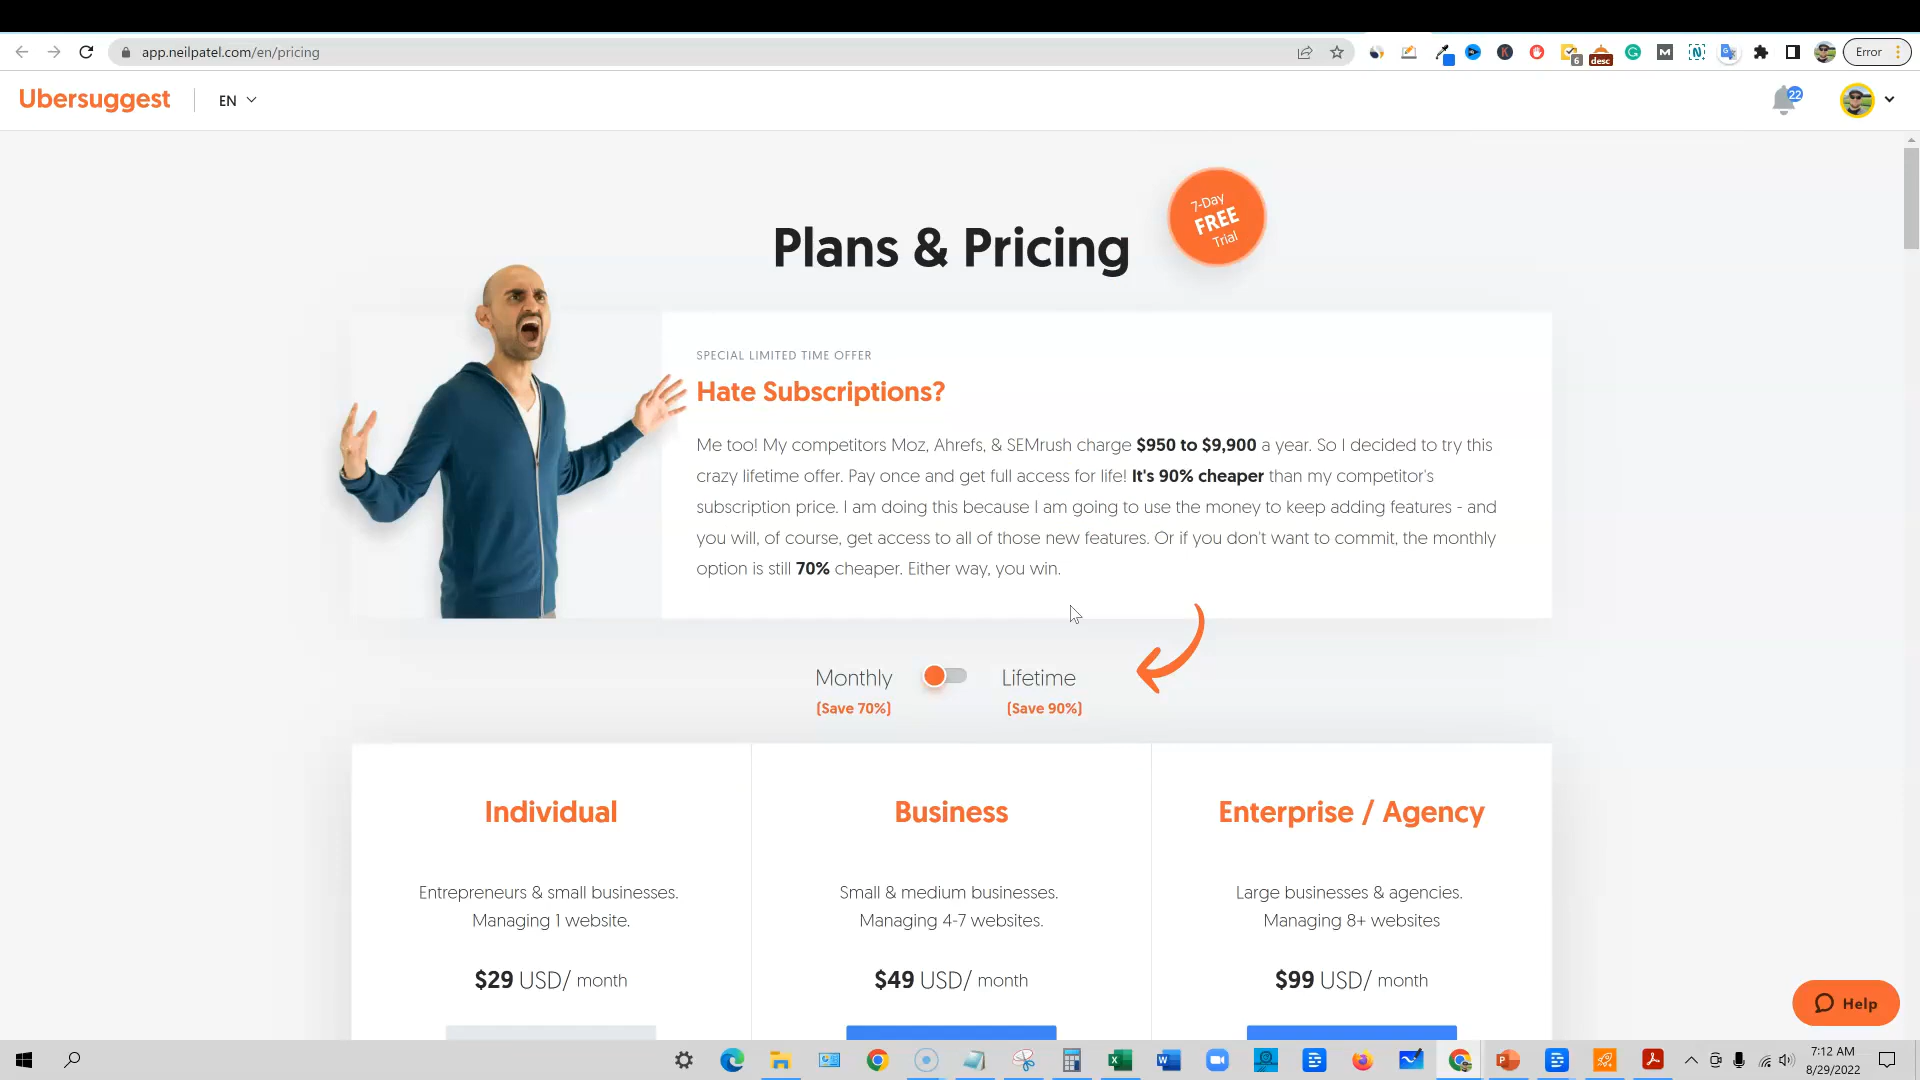 app.neilpatel.com/en/pricing
Error
6
desc
Ubersuggest
EN
22
7-Day
FREE
Trial
Plans & Pricing
SPECIAL LIMITED TIME OFFER
Hate Subscriptions?
Me too! My competitors Moz, Ahrefs, & SEMrush charge $950 to $9,900 a year. So I decided to try this
crazy lifetime offer. Pay once and get full access for life! It's 90% cheaper than my competitor's
subscription price. I am doing this because I am going to use the money to keep adding features - and
you will, of course, get access to all of those new features. Or if you don't want to commit, the monthly
option is still 70% cheaper. Either way, you win.
Monthly
Lifetime
(Save 70%)
(Save 90%)
Individual
Business
Enterprise / Agency
Entrepreneurs & small businesses.
Managing 1 website.
Small & medium businesses.
Managing 4-7 websites.
Large businesses & agencies.
Managing 8+ websites
$29 USD/ month
$49 USD/ month
$99 USD/ month
Help
7:12 AM
8/29/2022